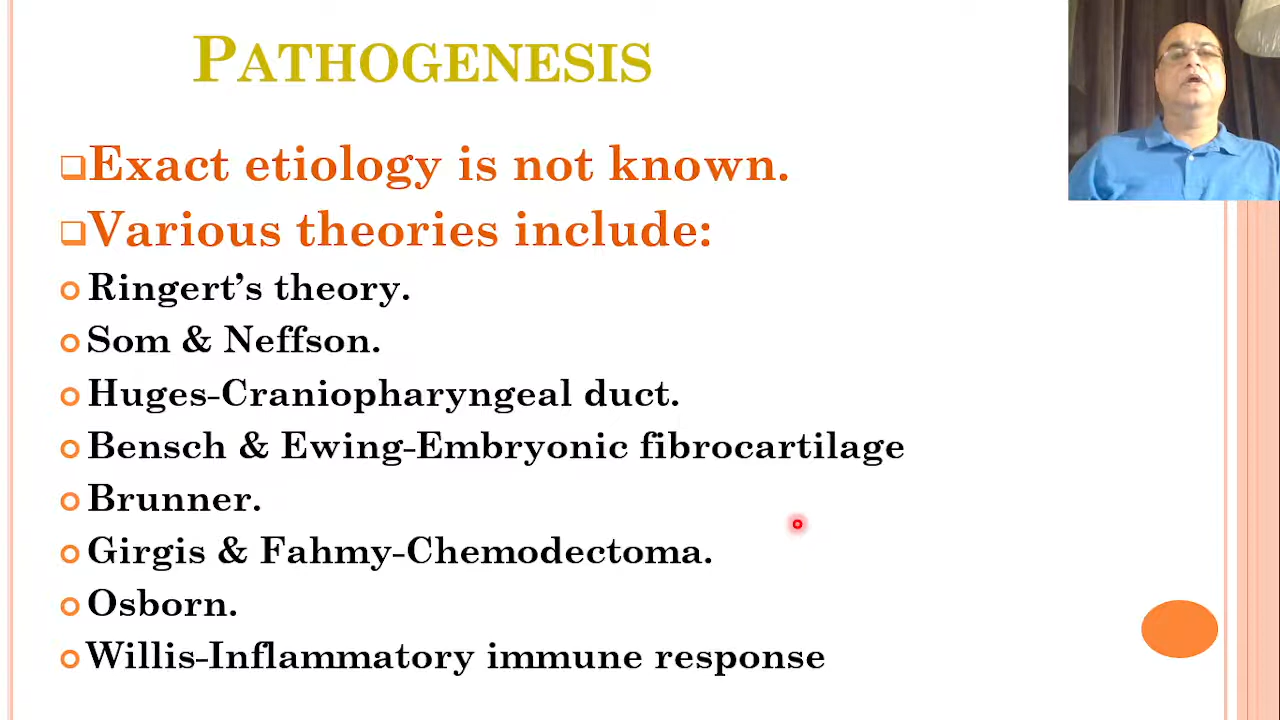 PATHOGENESIS
Exact etiology is not known.
Various theories include:
Ringert’s theory.
Som & Neffson.
Huges-Craniopharyngeal duct.
Bensch & Ewing-Embryonic fibrocartilage
Brunner.
Girgis & Fahmy-Chemodectoma.
Osborn.
Willis-Inflammatory immune response